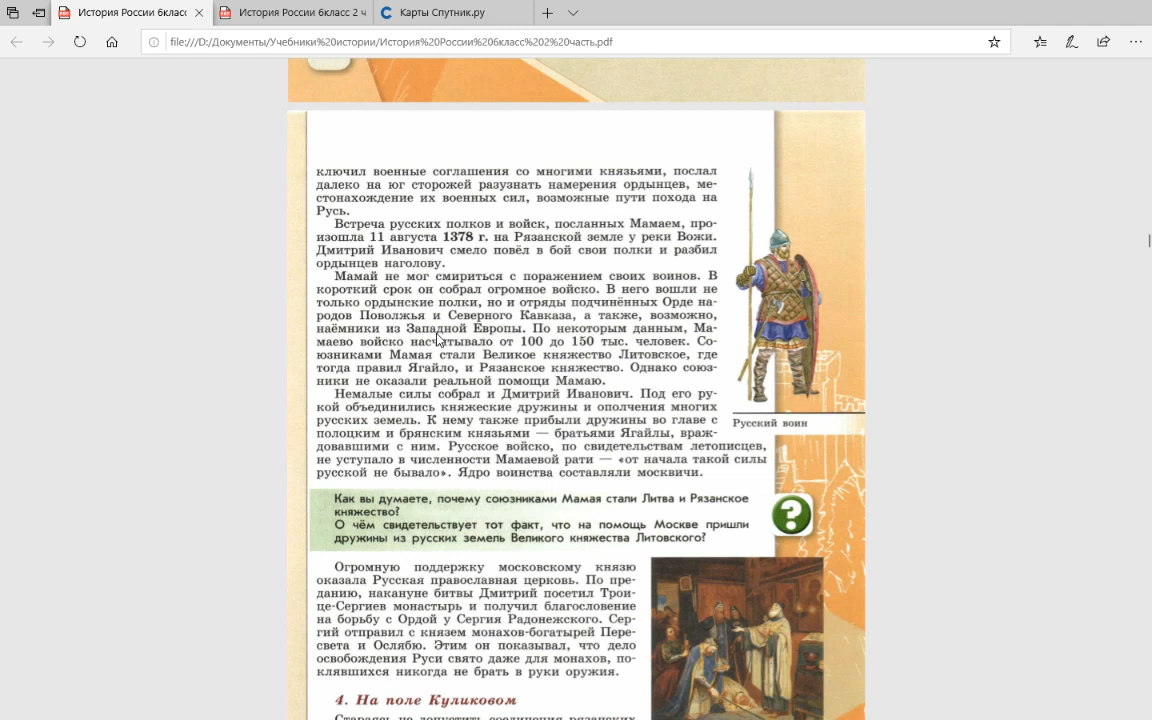 История России 6класс
История России 6класс 2 ч
Карты Спутник.ру
file:///D:/Документы/Учебники%20истории/История%20России%206класс%202%20часть.pdf
ключил военные соглашения со многими князьями, послал
далеко на юг сторожей разузнать намерения ордынцев, ме-
стонахождение их военных сил, возможные пути похода на
Русь.
Встреча русских полков и войск, посланных Мамаем, про-
изошла 11 августа 1378 г. на Рязанской земле у реки Вожи.
Дмитрий Иванович смело повёл в бой свои полки и разбил
ордынцев наголову.
Мамай не мог смириться с поражением своих воинов. В
короткий срок он собрал огромное войско. В него вошли не
только ордынские полки, но и отряды подчинённых Орде на-
родов Поволжья и Северного Кавказа, а также, возможно,
наёмники из Западной Европы. По некоторым данным, Ма-
маево войско насчитывало от 100 до 150 тыс. человек. Со-
юзниками Мамая стали Великое княжество Литовское, где
тогда правил Ягайло, и Рязанское княжество. Однако союз-
ники не оказали реальной помощи Мамаю.
Немалые силы собрал и Дмитрий Иванович. Под его ру-
кой объединились княжеские дружины и ополчения многих
русских земель. К нему также прибыли дружины во главе с
полоцким и брянским князьями — братьями Ягайлы, враж-
довавшими с ним. Русское войско, по свидетельствам летописцев,
не уступало в численности Мамаевой рати — «от начала такой силы
русской не бывало». Ядро воинства составляли москвичи.
Русский воин
Как вы думаете, почему союзниками Мамая стали Литва и Рязанское
княжество?
О чём свидетельствует тот факт, что на помощь Москве пришли
дружины из русских земель Великого княжества Литовского?
?
Огромную поддержку московскому князю
оказала Русская православная церковь. По пре-
данию, накануне битвы Дмитрий посетил Трои-
це-Сергиев монастырь и получил благословение
на борьбу с Ордой у Сергия Радонежского. Сер-
гий отправил с князем монахов-богатырей Пере-
света и Ослябю. Этим он показывал, что дело
освобождения Руси свято даже для монахов, по-
клявшихся никогда не брать в руки оружия.
4. На поле Куликовом
Стараясь не допустить соединения рязанских